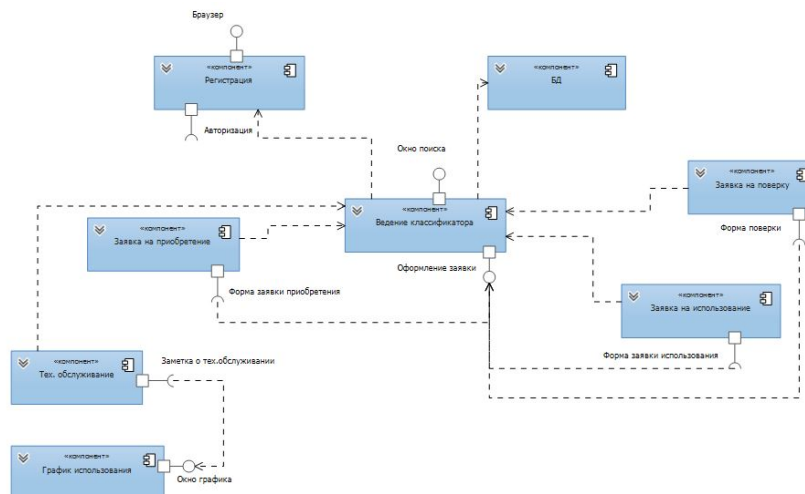 Браузер
«компонент»
Регистрация
«компонент»
БД
Авторизация
Окно поиска
«компонент»
Заявка на поверку
«компонент»
Ведение классификатора
«компонент»
Заявка на приобретение
Форма поверки
Оформление заявки
Форма заявки приобретения
«компонент»
Заявка на использование
«компонент»
Тех. обслуживание
Заметка о тех.обслуживании
Форма заявки использования
«компонент»
График использования
Окно графика